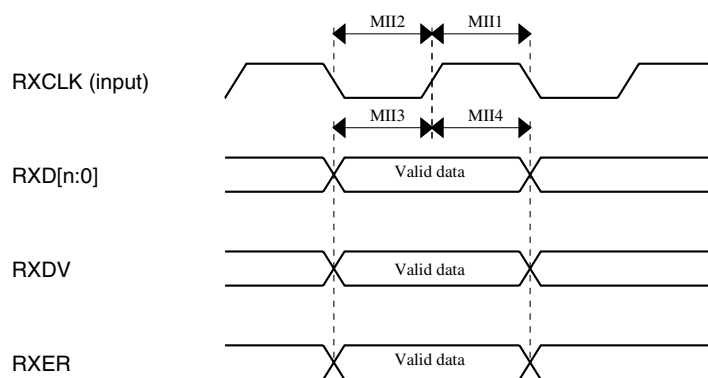 MII2 MII1
RXCLK (input)
MII3 MII4
RXD[n:0] Valid data
RXDV Valid data
RXER Valid data